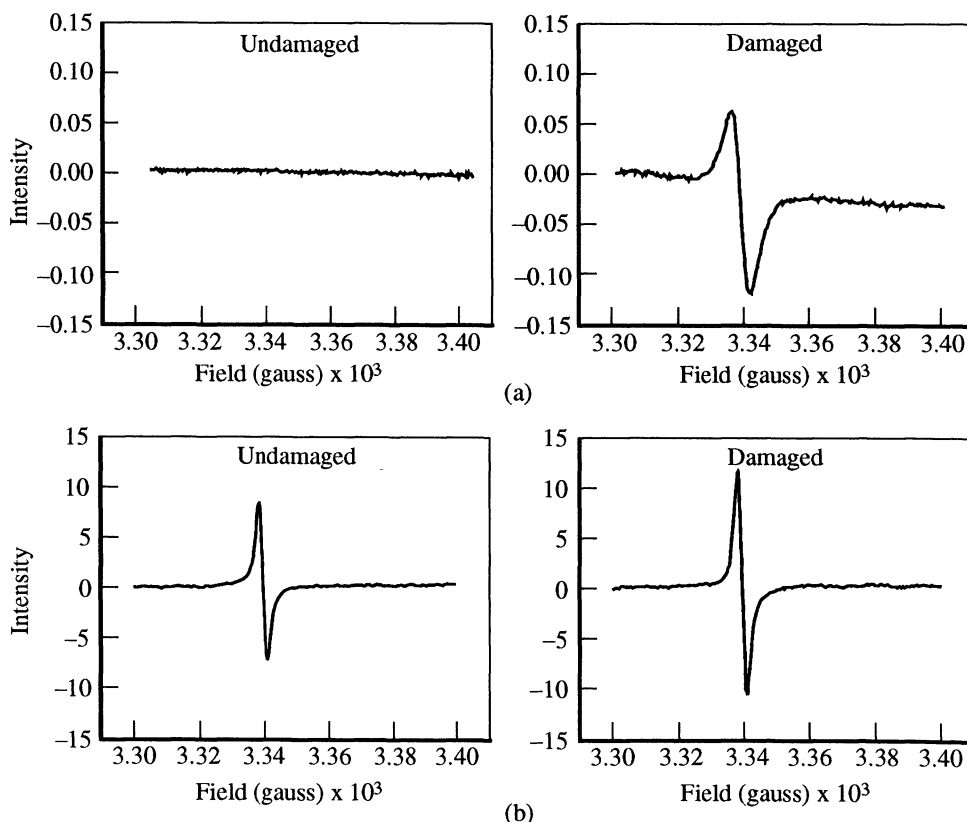 Undamaged
0.15
0.10
0.05
0.00
−0.05
−0.10
−0.15
Intensity
3.30 3.32 3.34 3.36 3.38 3.40
Field (gauss) x 10³
Damaged
0.15
0.10
0.05
0.00
−0.05
−0.10
−0.15
3.30 3.32 3.34 3.36 3.38 3.40
Field (gauss) x 10³
(a)
Undamaged
15
10
5
0
−5
−10
−15
Intensity
3.30 3.32 3.34 3.36 3.38 3.40
Field (gauss) x 10³
Damaged
15
10
5
0
−5
−10
−15
3.30 3.32 3.34 3.36 3.38 3.40
Field (gauss) x 10³
(b)